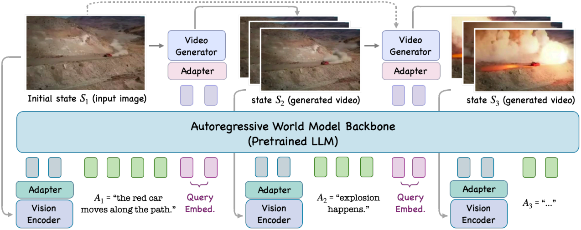 Video
Generator
Adapter
Video
Generator
Adapter
Initial state S₁ (input image)
state S₂ (generated video)
state S₃ (generated video)
Autoregressive World Model Backbone
(Pretrained LLM)
Adapter
Vision
Encoder
A₁ = “the red car
moves along the path.”
Query
Embed.
Adapter
Vision
Encoder
A₂ = “explosion
happens.”
Query
Embed.
Adapter
Vision
Encoder
A₃ = “...”